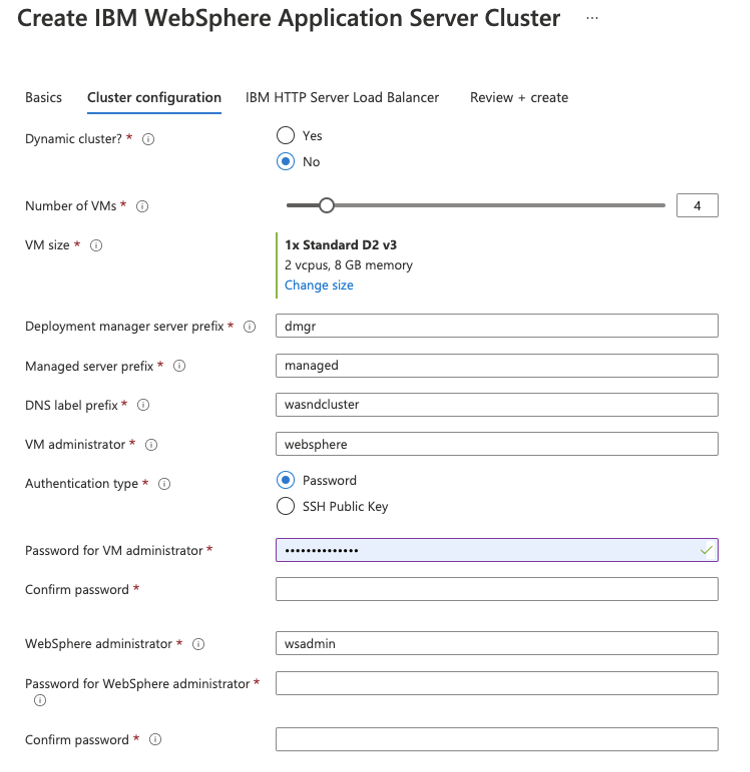 Create IBM WebSphere Application Server Cluster ...
Basics Cluster configuration IBM HTTP Server Load Balancer Review + create
Dynamic cluster? * Yes
No
Number of VMs * 4
VM size * 1x Standard D2 v3
2 vcpus, 8 GB memory
Change size
Deployment manager server prefix * dmgr
Managed server prefix * managed
DNS label prefix * wasndcluster
VM administrator * websphere
Authentication type * Password
SSH Public Key
Password for VM administrator * ••••••••••••••
Confirm password *
WebSphere administrator * wsadmin
Password for WebSphere administrator *
Confirm password *